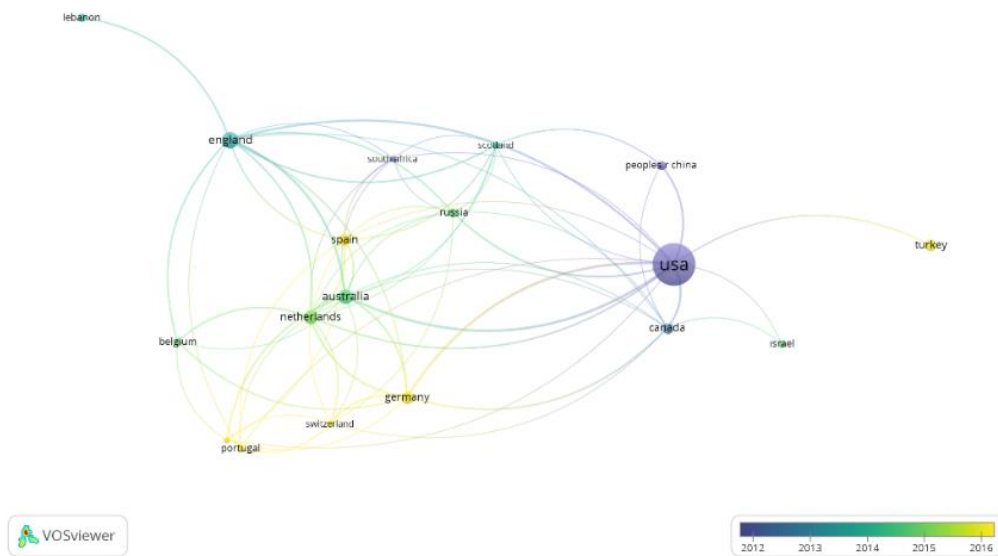 lebanon
england
scotland
south africa
peoples r china
russia
spain
turkey
usa
australia
netherlands
canada
belgium
israel
germany
switzerland
portugal
VOSviewer
2012 2013 2014 2015 2016